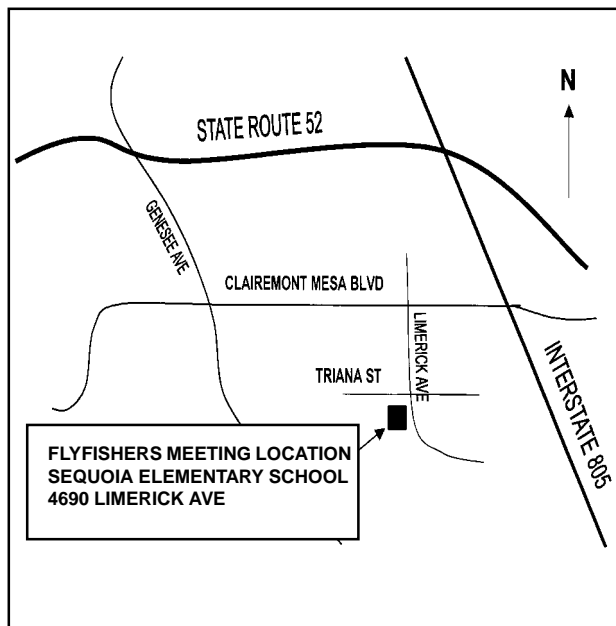 N
STATE ROUTE 52
GENESEE AVE
CLAIREMONT MESA BLVD
LIMERICK AVE
TRIANA ST
INTERSTATE 805
FLYFISHERS MEETING LOCATION
SEQUOIA ELEMENTARY SCHOOL
4690 LIMERICK AVE